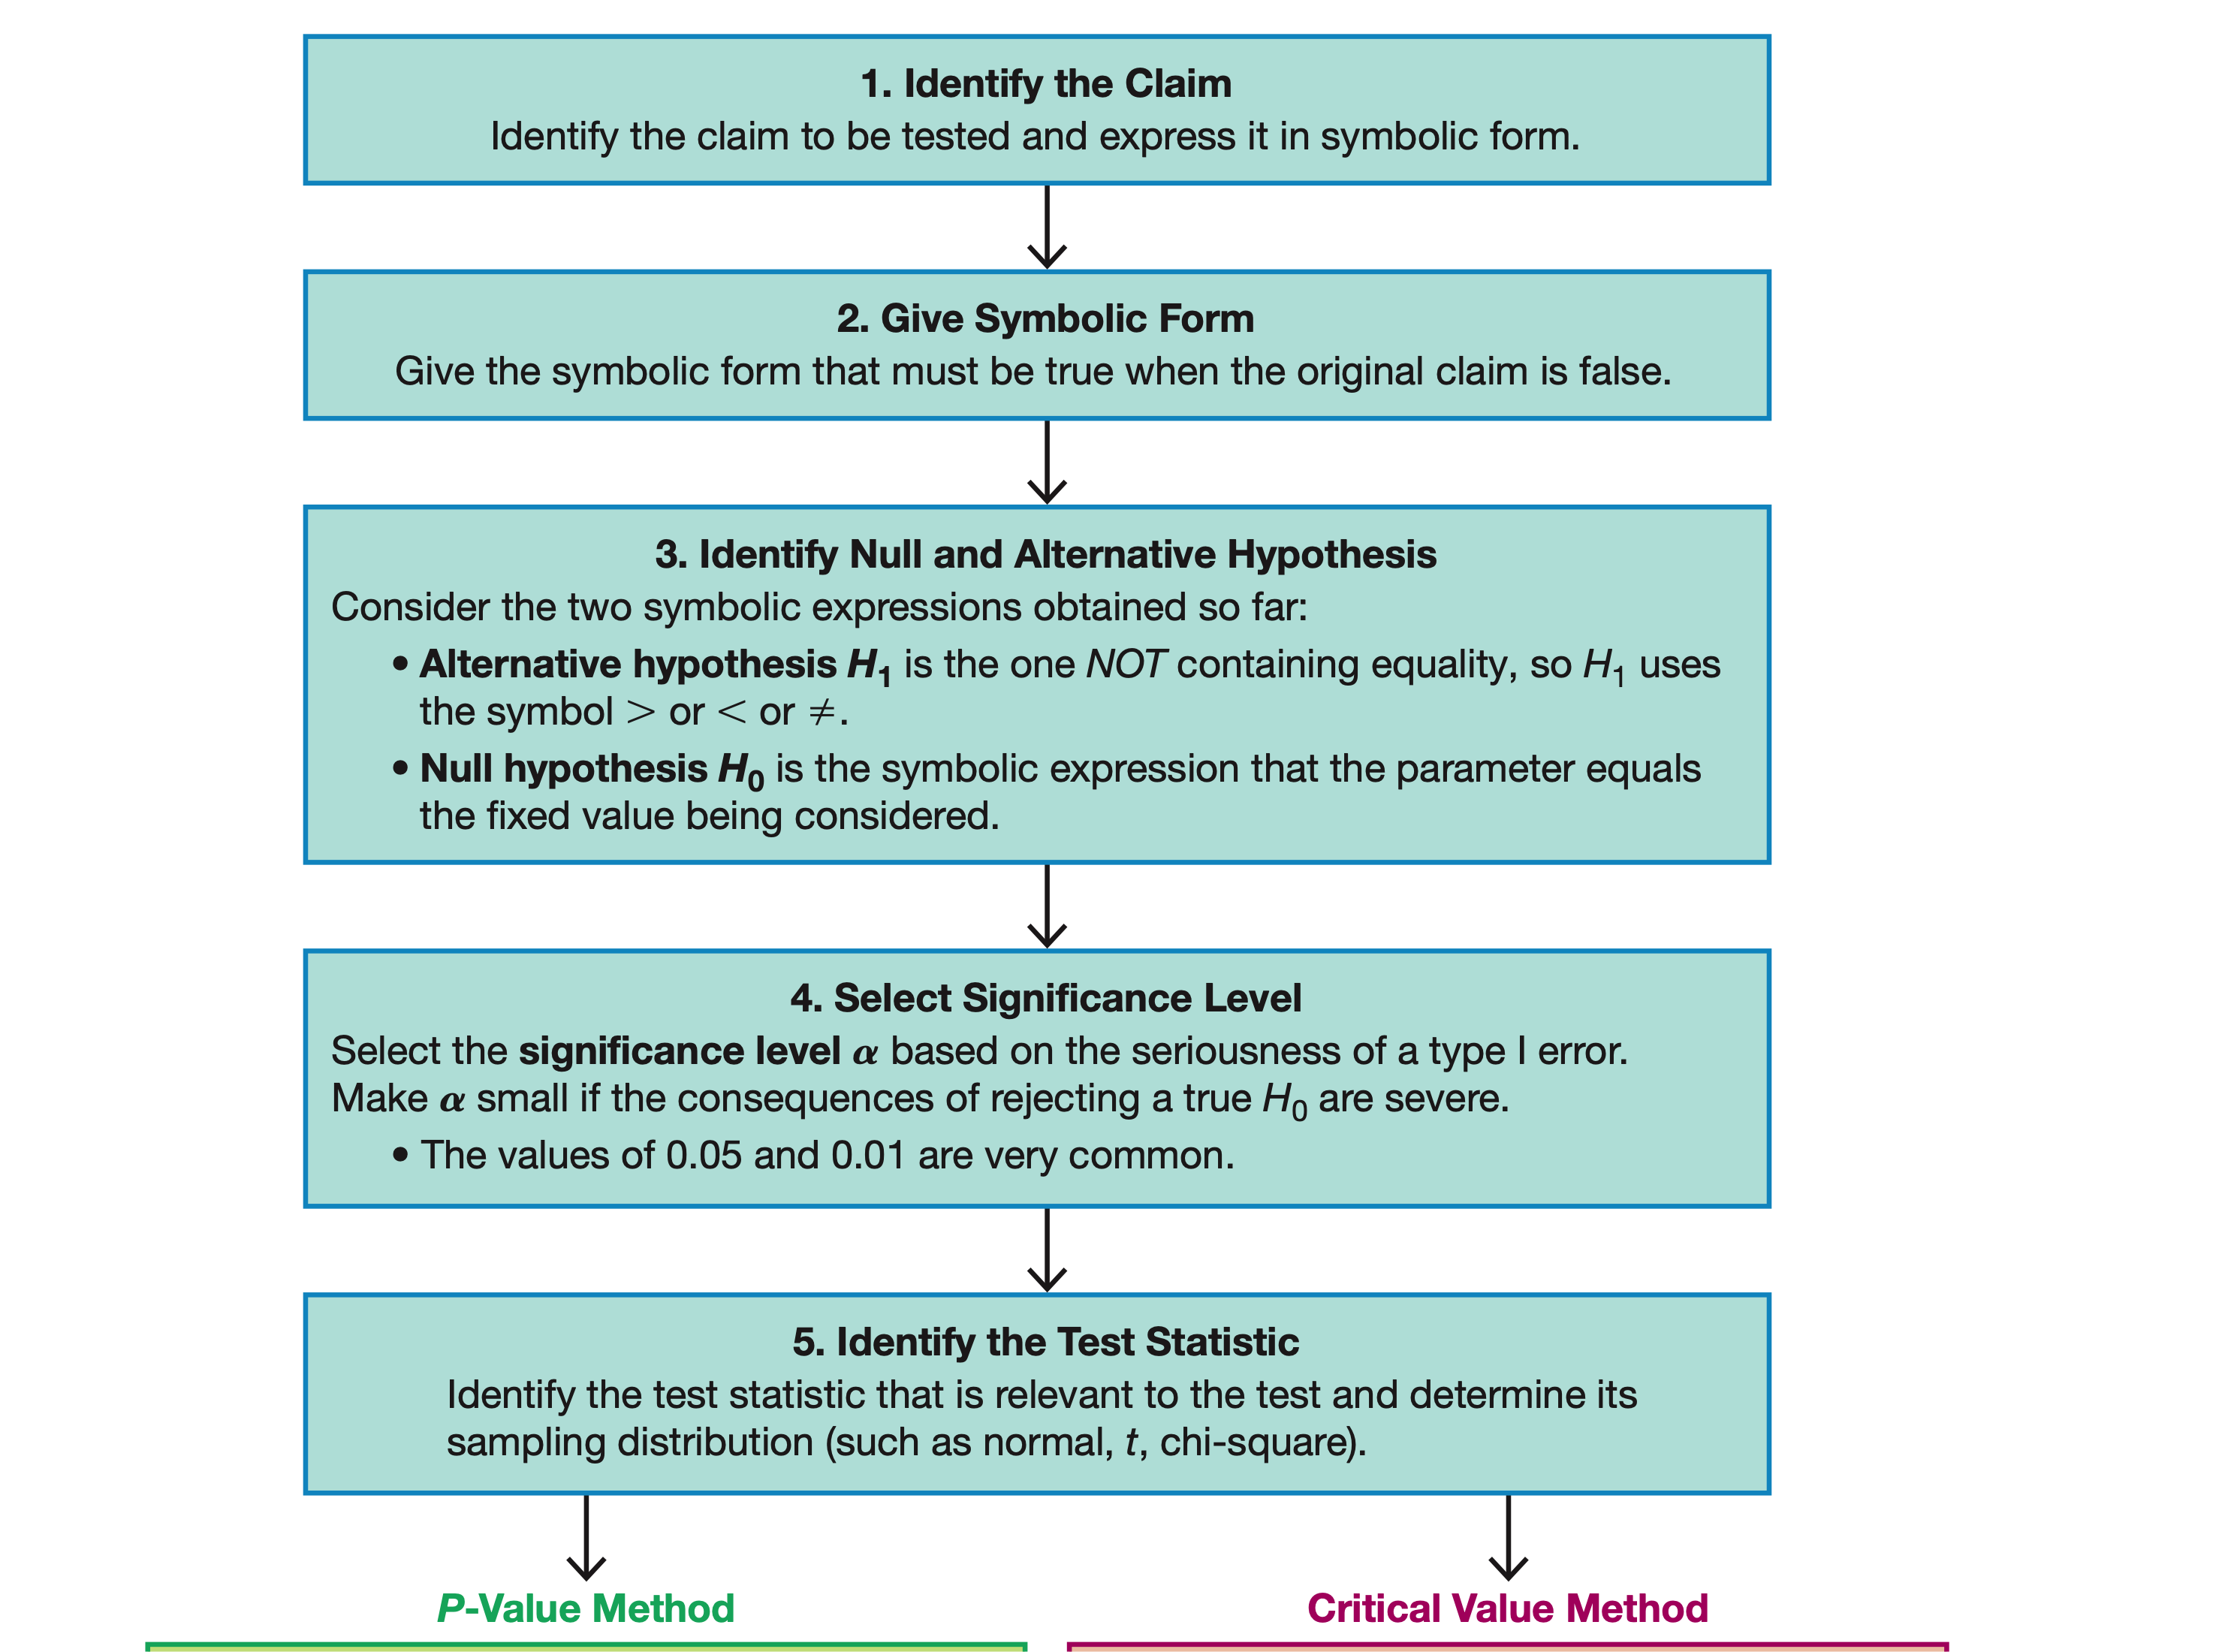 1. Identify the Claim
Identify the claim to be tested and express it in symbolic form.
2. Give Symbolic Form
Give the symbolic form that must be true when the original claim is false.
3. Identify Null and Alternative Hypothesis
Consider the two symbolic expressions obtained so far:
• Alternative hypothesis H₁ is the one NOT containing equality, so H₁ uses
the symbol > or < or ≠.
• Null hypothesis H₀ is the symbolic expression that the parameter equals
the fixed value being considered.
4. Select Significance Level
Select the significance level α based on the seriousness of a type I error.
Make α small if the consequences of rejecting a true H₀ are severe.
• The values of 0.05 and 0.01 are very common.
5. Identify the Test Statistic
Identify the test statistic that is relevant to the test and determine its
sampling distribution (such as normal, t, chi-square).
P-Value Method
Critical Value Method